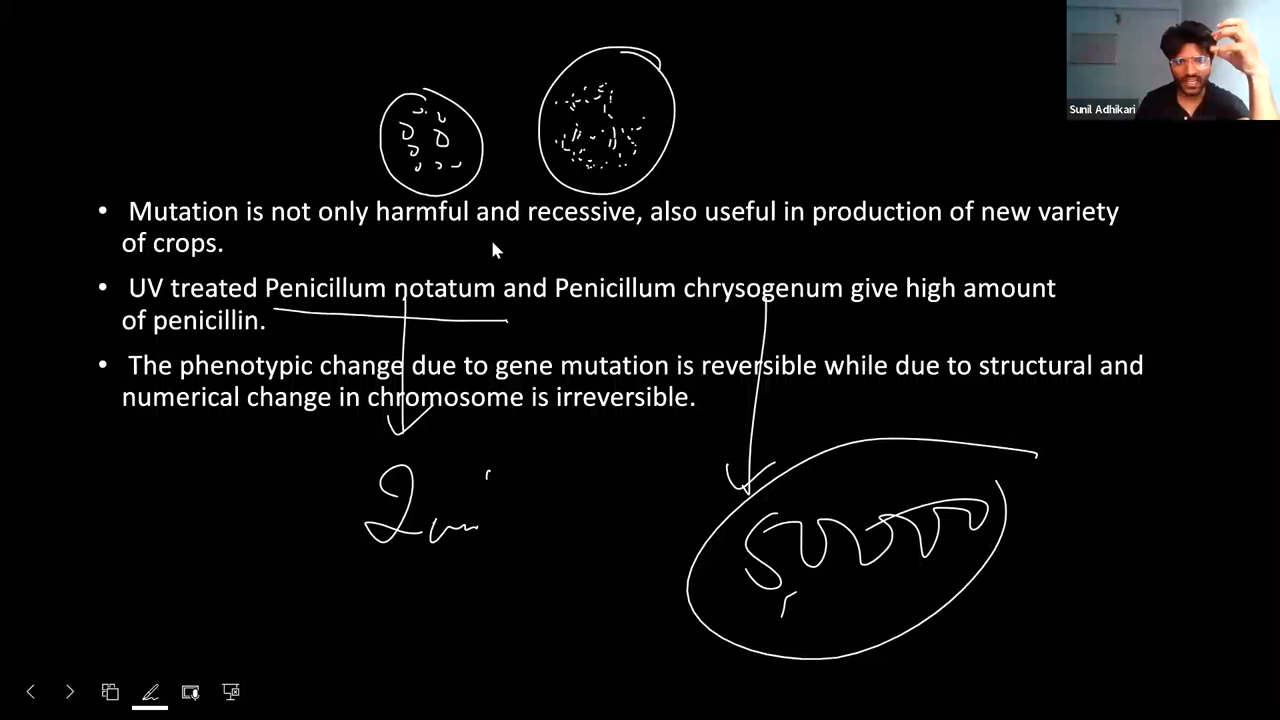 Sunil Adhikari
• Mutation is not only harmful and recessive, also useful in production of new variety
of crops.
• UV treated Penicillum notatum and Penicillum chrysogenum give high amount
of penicillin.
• The phenotypic change due to gene mutation is reversible while due to structural and
numerical change in chromosome is irreversible.
2